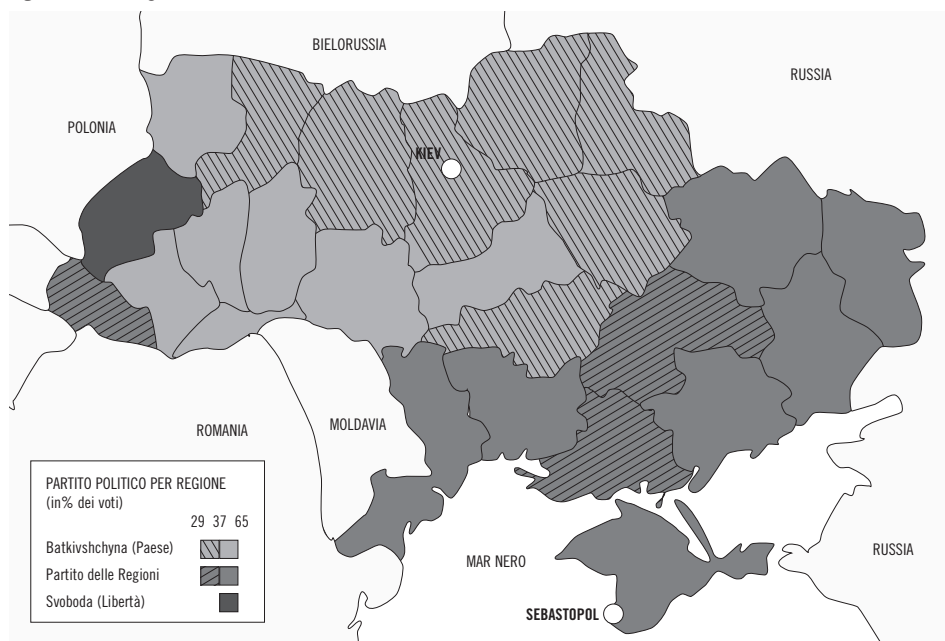 BIELORUSSIA
RUSSIA
POLONIA
KIEV
ROMANIA
MOLDAVIA
MAR NERO
RUSSIA
SEBASTOPOL
PARTITO POLITICO PER REGIONE
(in% dei voti)
29 37 65
Batkivshchyna (Paese)
Partito delle Regioni
Svoboda (Libertà)